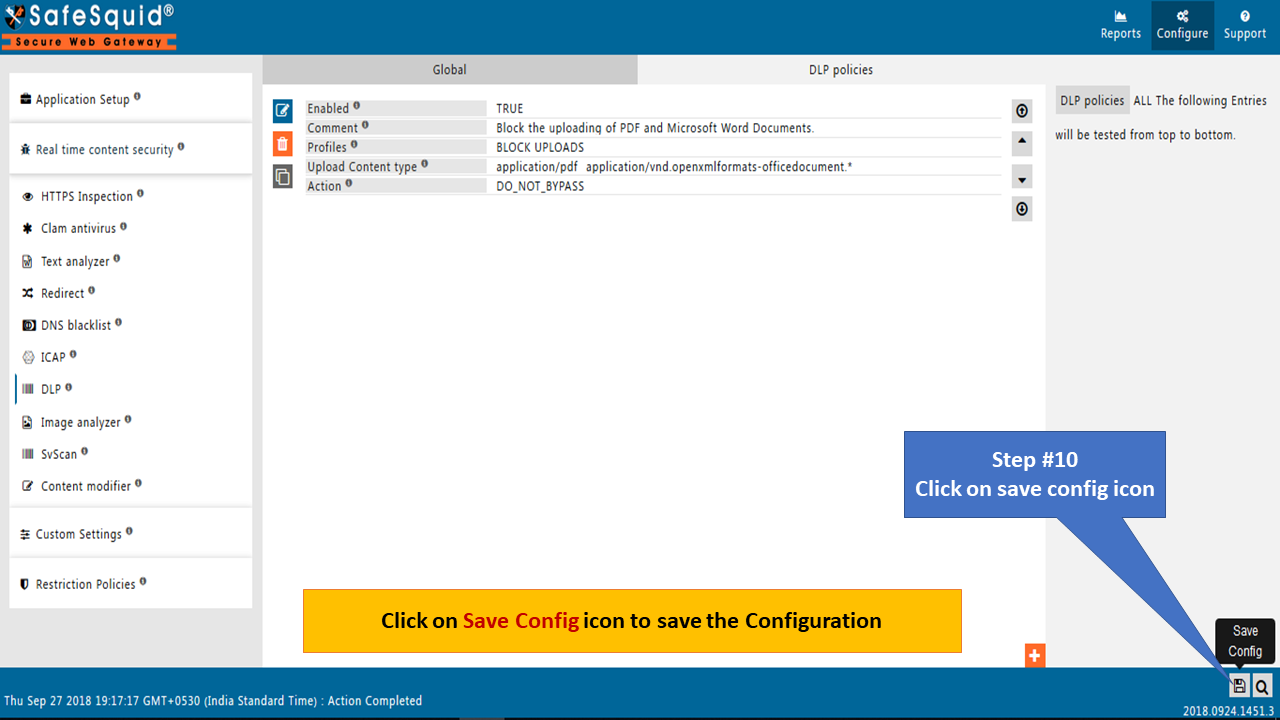 SafeSquid®
Secure Web Gateway
Reports
Configure
Support
Application Setup
Real time content security
HTTPS Inspection
Clam antivirus
Text analyzer
Redirect
DNS blacklist
ICAP
DLP
Image analyzer
SvScan
Content modifier
Custom Settings
Restriction Policies
Global
DLP policies
Enabled TRUE
Comment Block the uploading of PDF and Microsoft Word Documents.
Profiles BLOCK UPLOADS
Upload Content type application/pdf application/vnd.openxmlformats-officedocument.*
Action DO_NOT_BYPASS
DLP policies ALL The following Entries
will be tested from top to bottom.
Step #10
Click on save config icon
Click on Save Config icon to save the Configuration
Save
Config
Thu Sep 27 2018 19:17:17 GMT+0530 (India Standard Time) : Action Completed
2018.0924.1451.3